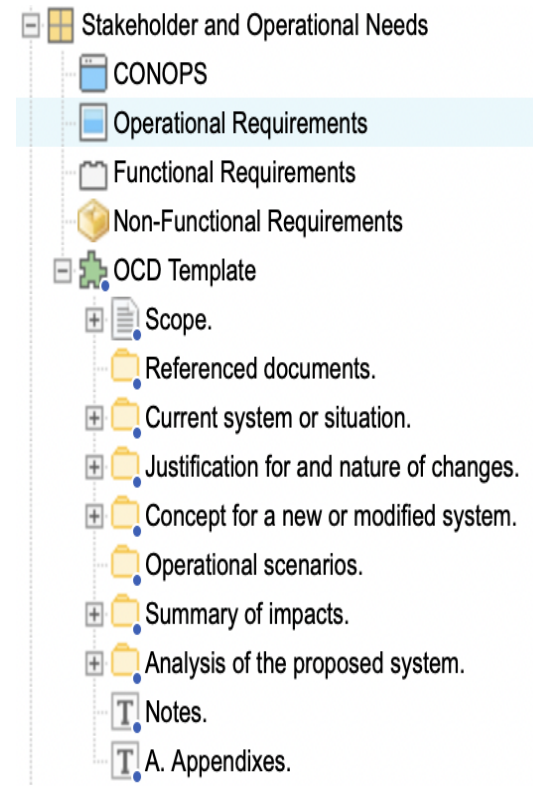 Stakeholder and Operational Needs
CONOPS
Operational Requirements
Functional Requirements
Non-Functional Requirements
OCD Template
Scope.
Referenced documents.
Current system or situation.
Justification for and nature of changes.
Concept for a new or modified system.
Operational scenarios.
Summary of impacts.
Analysis of the proposed system.
T Notes.
T A. Appendixes.